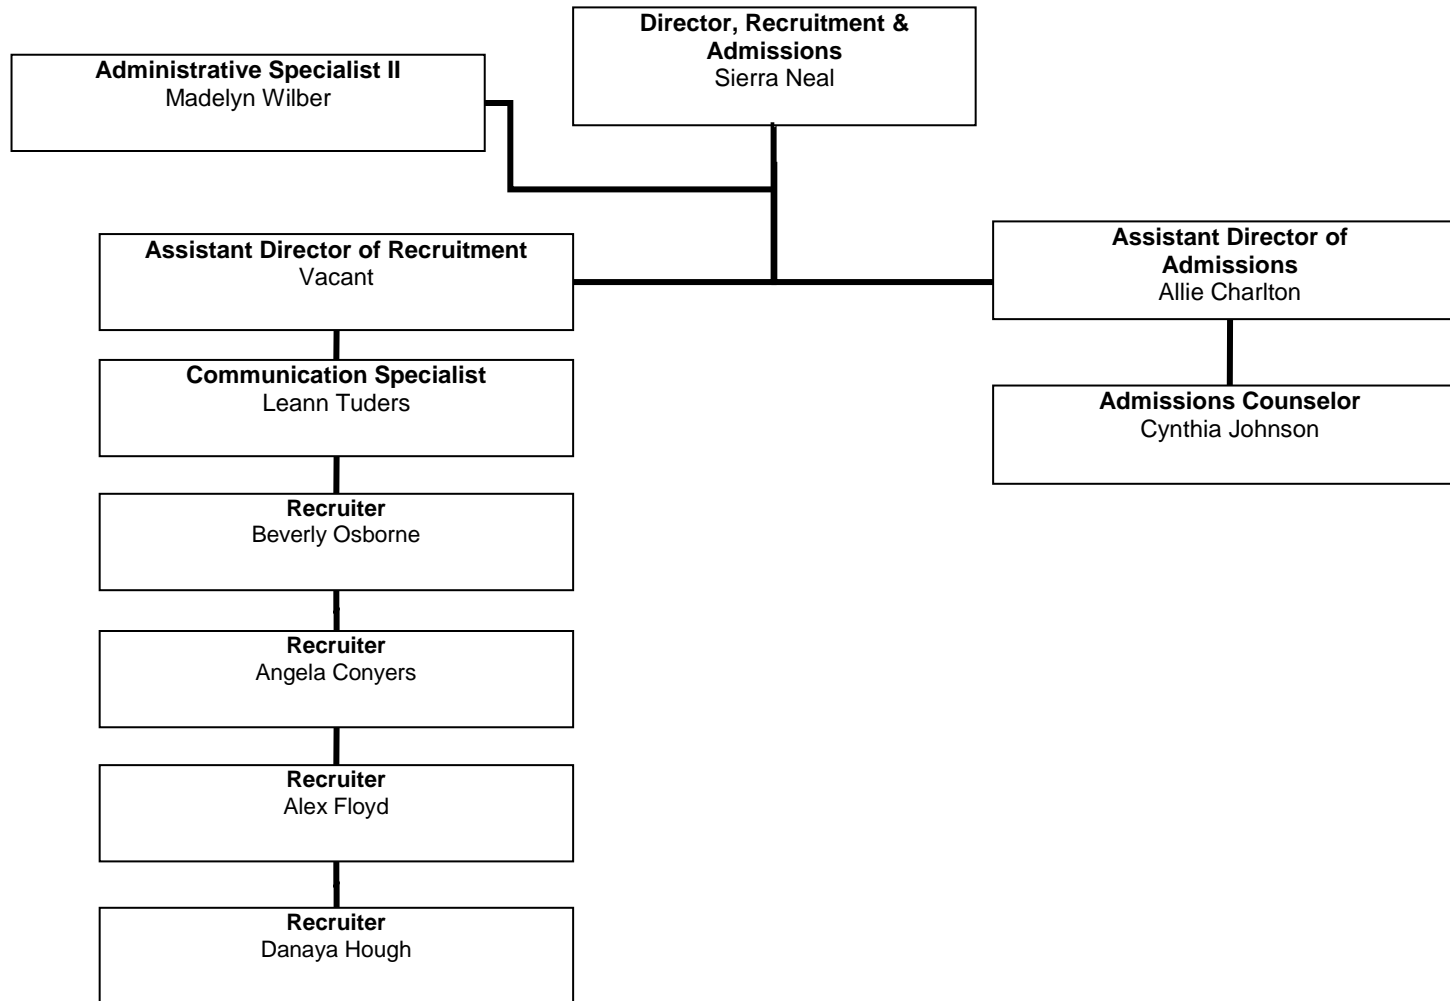 Director, Recruitment &
Admissions
Sierra Neal
Administrative Specialist II
Madelyn Wilber
Assistant Director of Recruitment
Vacant
Assistant Director of
Admissions
Allie Charlton
Communication Specialist
Leann Tuders
Admissions Counselor
Cynthia Johnson
Recruiter
Beverly Osborne
Recruiter
Angela Conyers
Recruiter
Alex Floyd
Recruiter
Danaya Hough